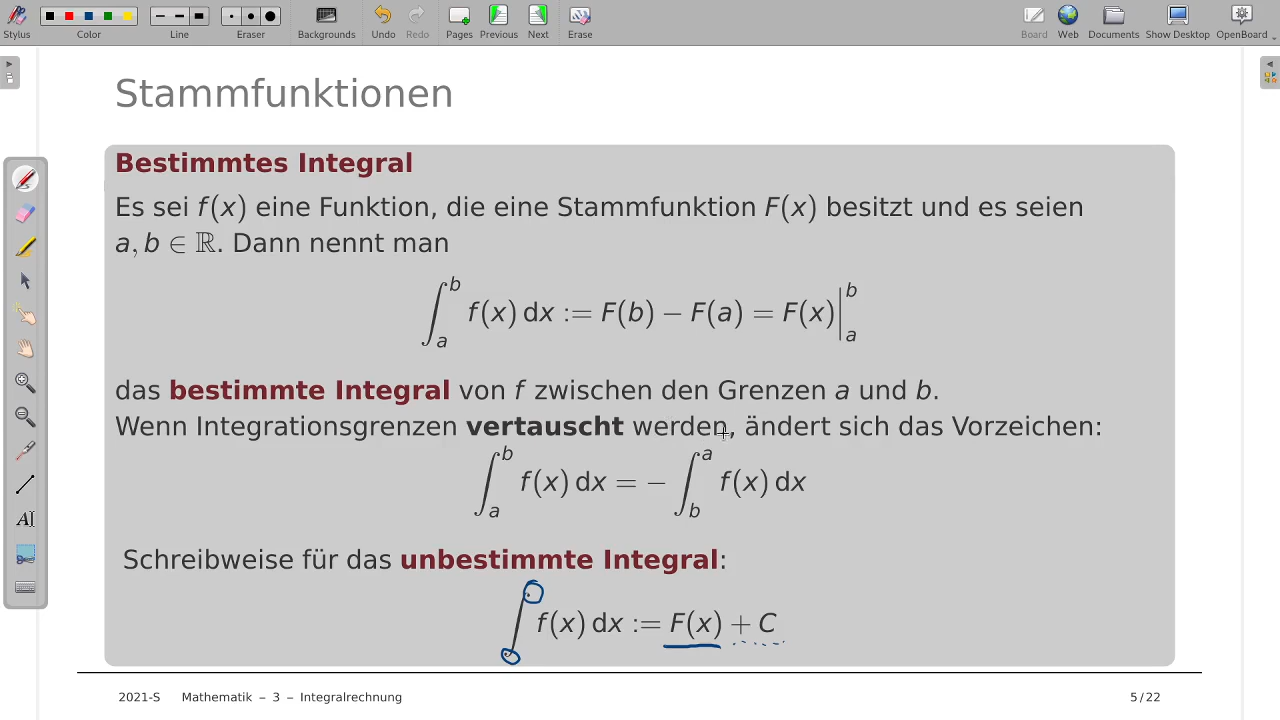 Stylus Color Line Eraser Backgrounds Undo Redo Pages Previous Next Erase Board Web Documents Show Desktop OpenBoard
Stammfunktionen
Bestimmtes Integral
Es sei f(x) eine Funktion, die eine Stammfunktion F(x) besitzt und es seien
a, b ∈ ℝ. Dann nennt man
∫_a^b f(x) dx := F(b) − F(a) = F(x)|_a^b
das bestimmte Integral von f zwischen den Grenzen a und b.
Wenn Integrationsgrenzen vertauscht werden, ändert sich das Vorzeichen:
∫_a^b f(x) dx = − ∫_b^a f(x) dx
Schreibweise für das unbestimmte Integral:
∫ f(x) dx := F(x) + C
2021-S Mathematik – 3 – Integralrechnung 5/22